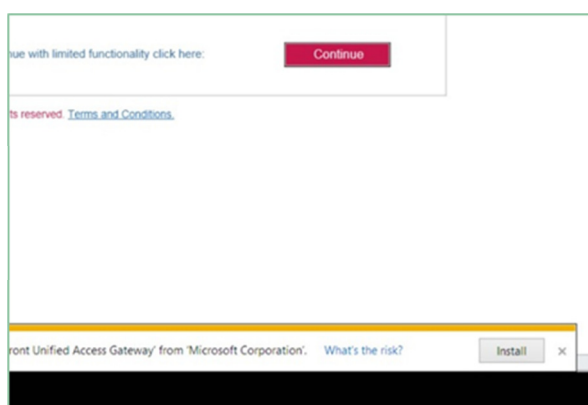 nue with limited functionality click here: Continue
ts reserved. Terms and Conditions.
ront Unified Access Gateway' from 'Microsoft Corporation'. What's the risk? Install ×